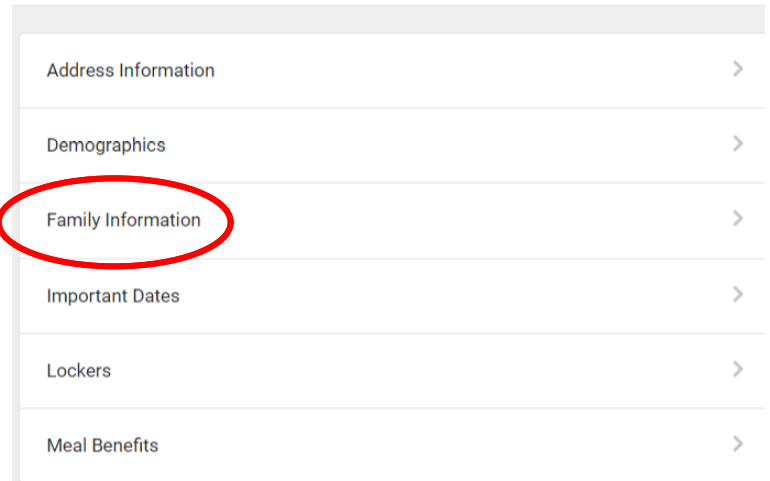 Address Information
Demographics
Family Information
Important Dates
Lockers
Meal Benefits